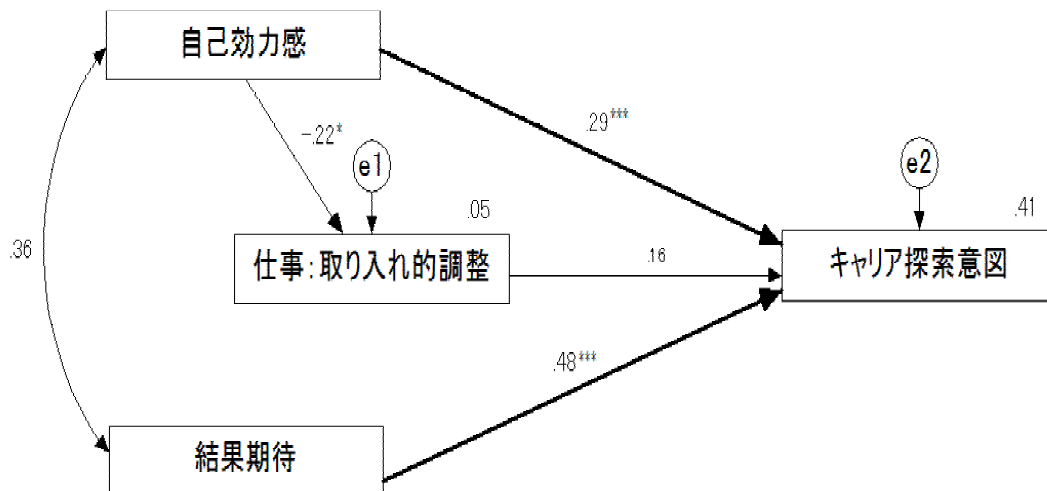 自己効力感
.29***
-.22*
e1
e2
.05
.41
.36
仕事:取り入れ的調整
.16
キャリア探索意図
.48***
結果期待